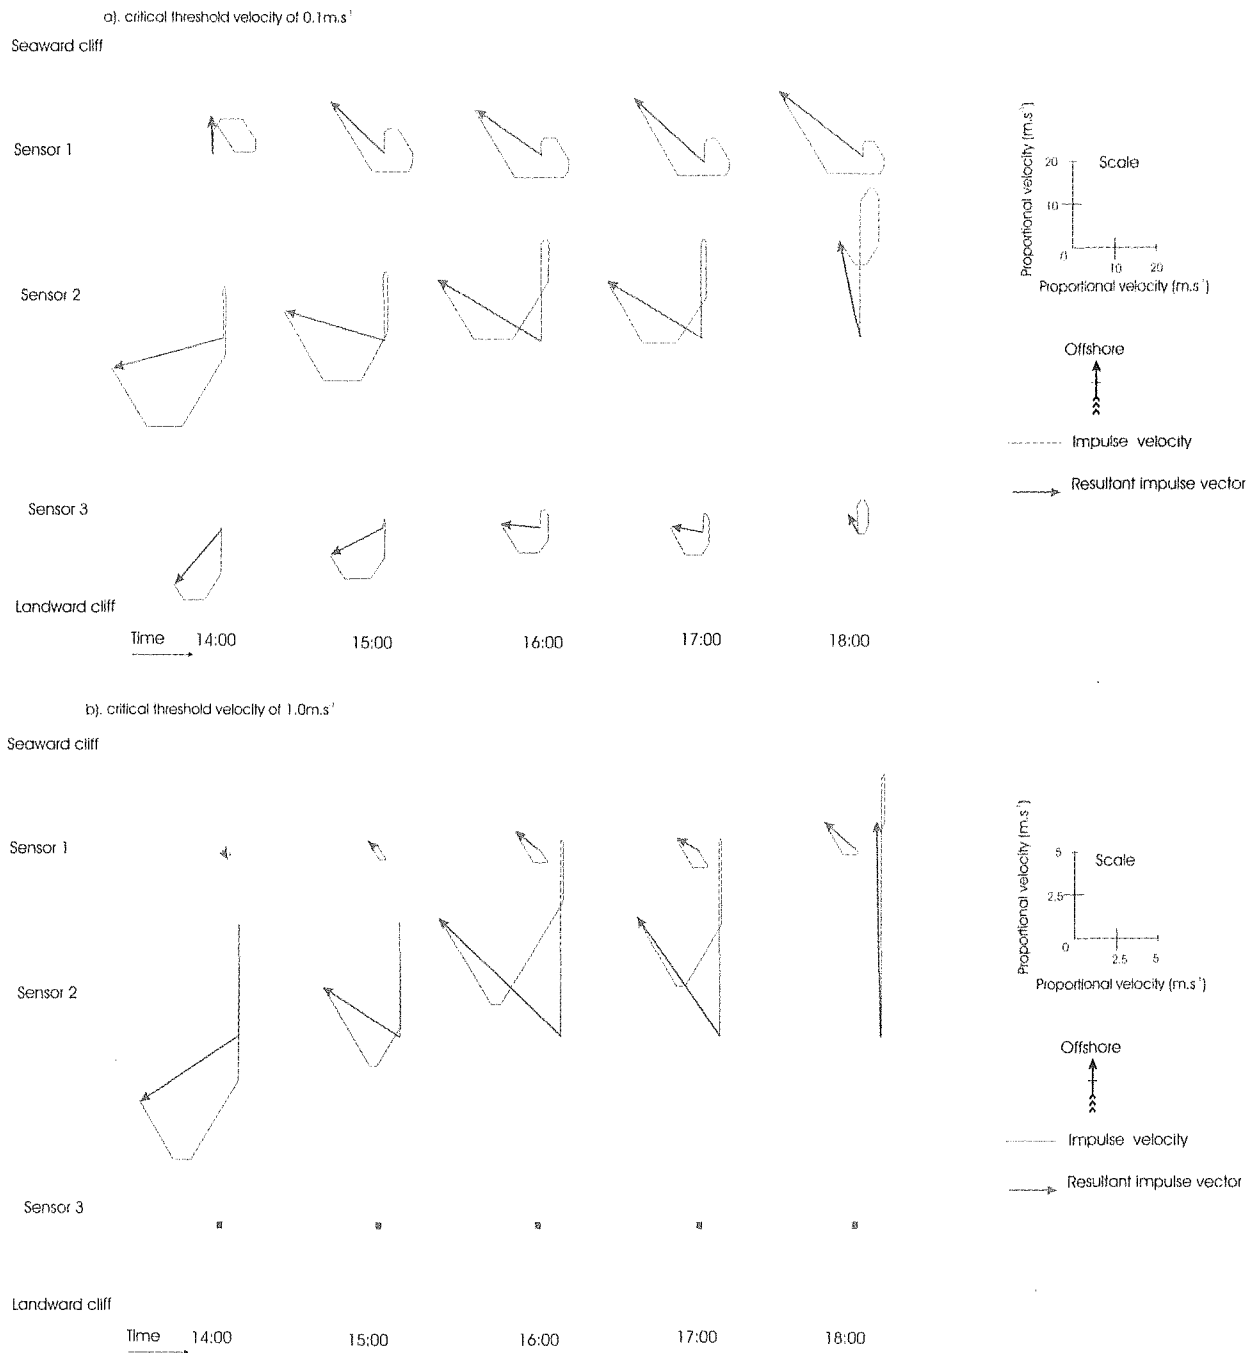 a). critical threshold velocity of 0.1m.s⁻¹
Seaward cliff
Sensor 1
Sensor 2
Sensor 3
Landward cliff
Time 14:00 15:00 16:00 17:00 18:00
Proportional velocity (m.s⁻¹)
20
10
0
Scale
10 20
Proportional velocity (m.s⁻¹)
Offshore
Impulse velocity
Resultant impulse vector
b). critical threshold velocity of 1.0m.s⁻¹
Seaward cliff
Sensor 1
Sensor 2
Sensor 3
Landward cliff
Time 14:00 15:00 16:00 17:00 18:00
Proportional velocity (m.s⁻¹)
5
2.5
0
Scale
2.5 5
Proportional velocity (m.s⁻¹)
Offshore
Impulse velocity
Resultant impulse vector